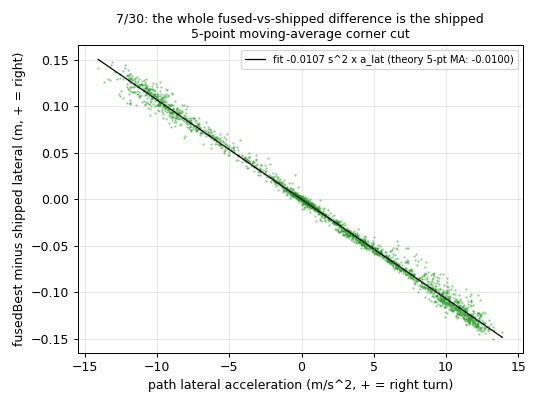 7/30: the whole fused-vs-shipped difference is the shipped
5-point moving-average corner cut
fit -0.0107 s^2 x a_lat (theory 5-pt MA: -0.0100)
fusedBest minus shipped lateral (m, + = right)
0.15
0.10
0.05
0.00
−0.05
−0.10
−0.15
−15
−10
−5
0
5
10
15
path lateral acceleration (m/s^2, + = right turn)